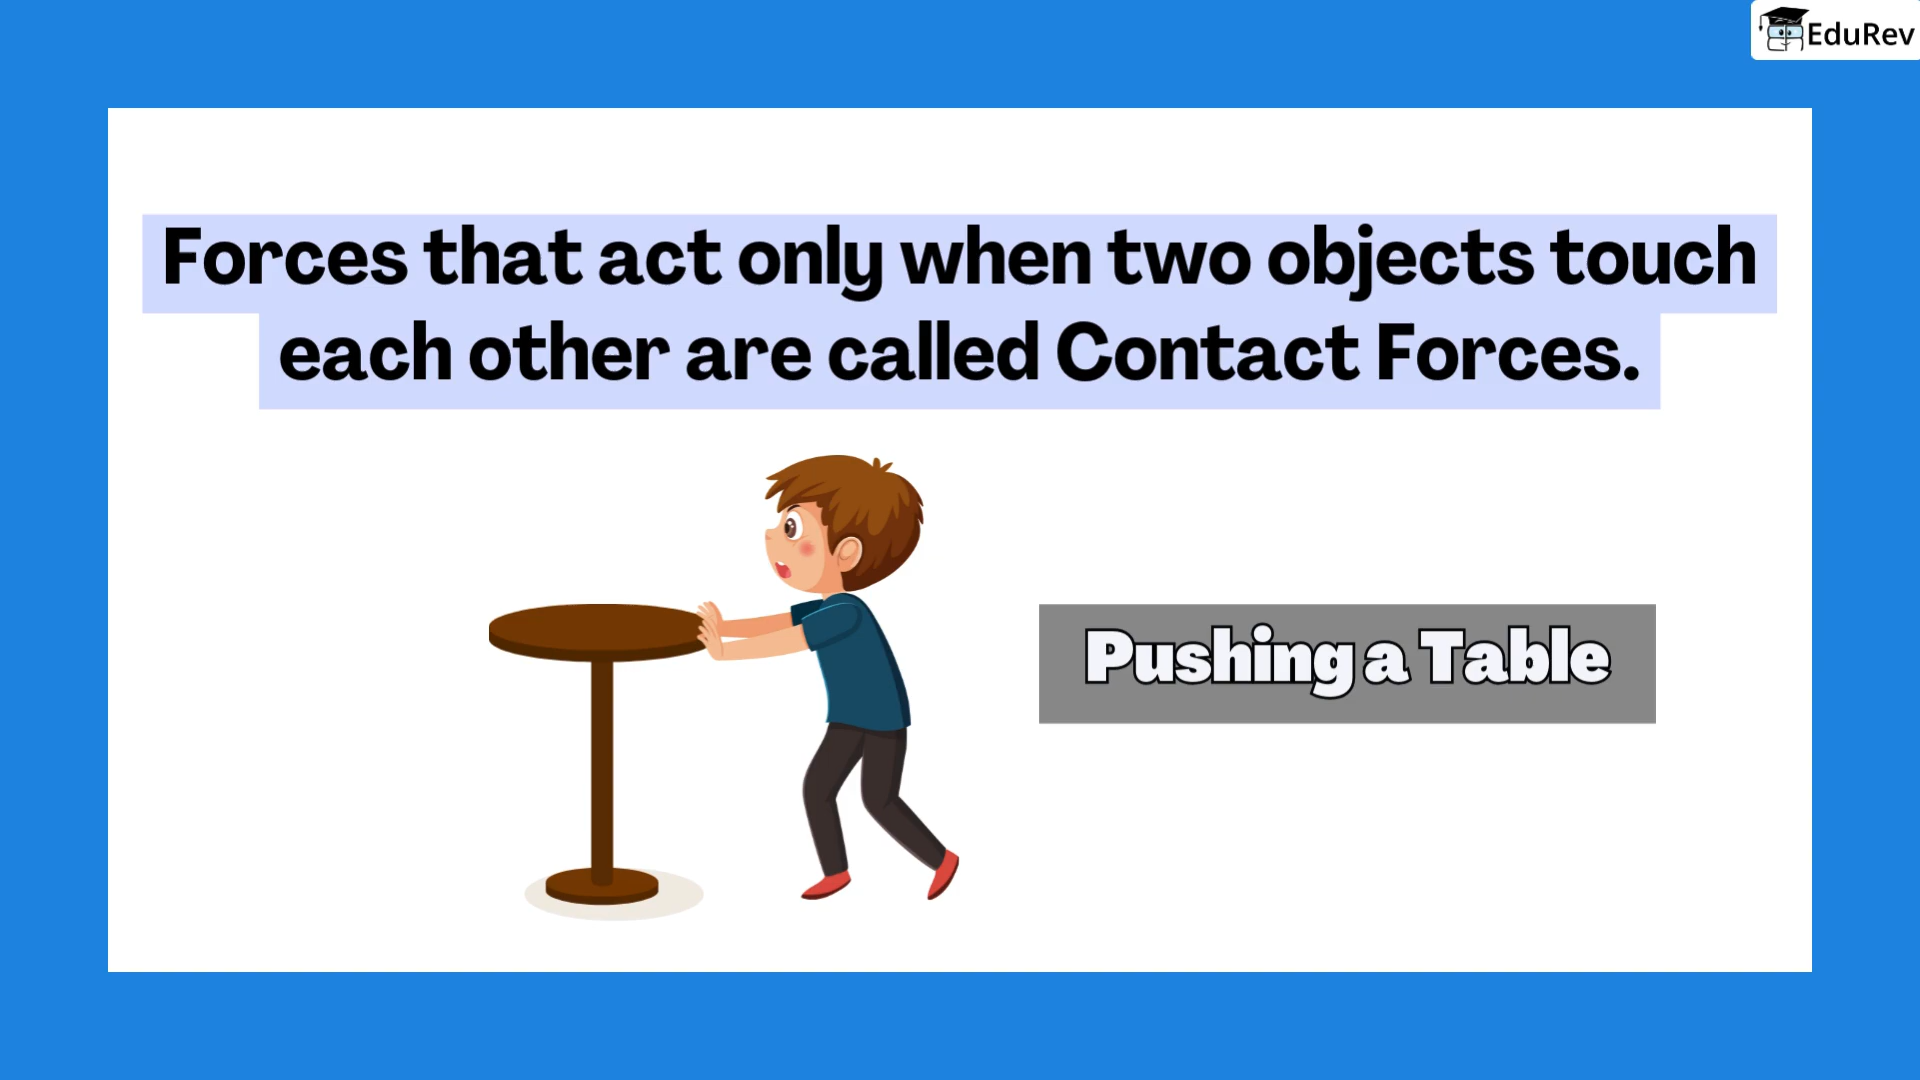 EduRev
Forces that act only when two objects touch
each other are called Contact Forces.
Pushing a Table